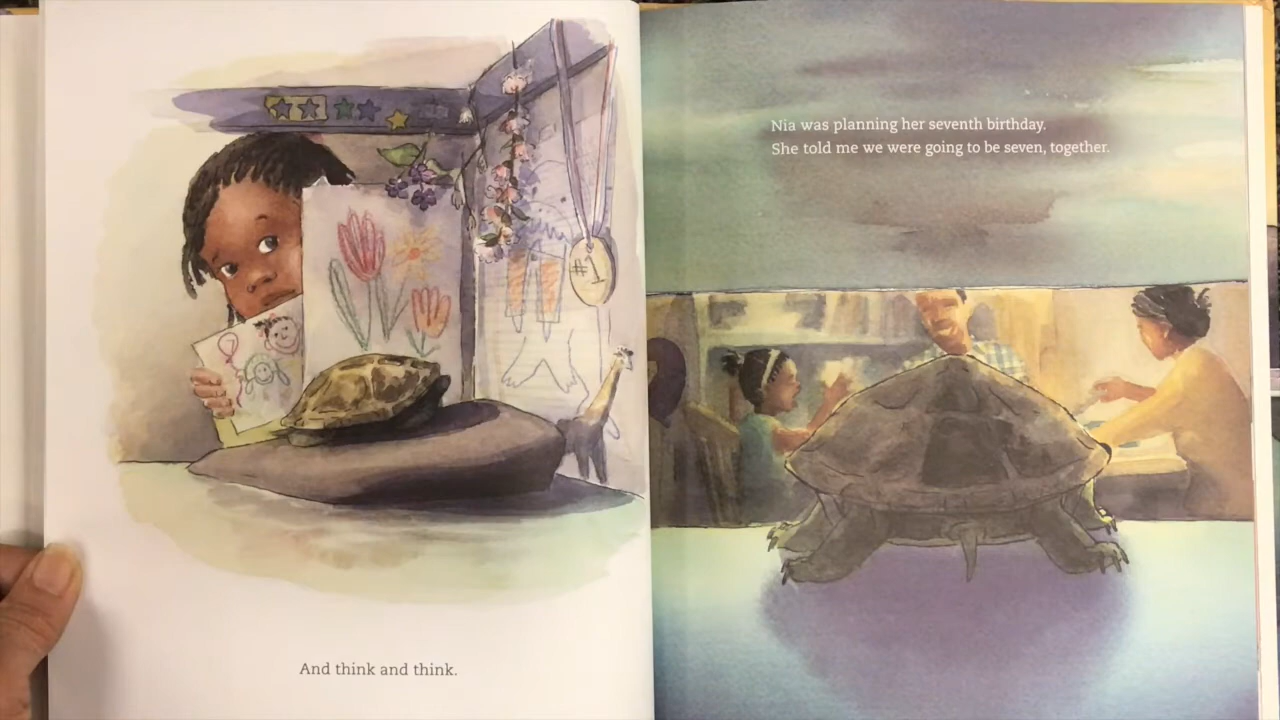 #1
And think and think.
Nia was planning her seventh birthday.
She told me we were going to be seven, together.